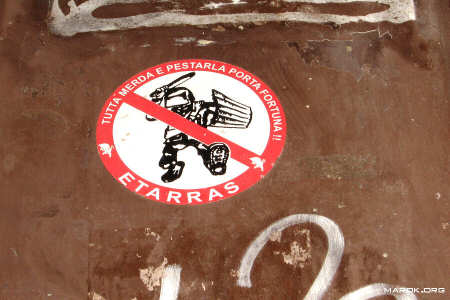 TUTTA MERDA E PESTARLA PORTA FORTUNA !!
ETARRAS
MAROK.ORG